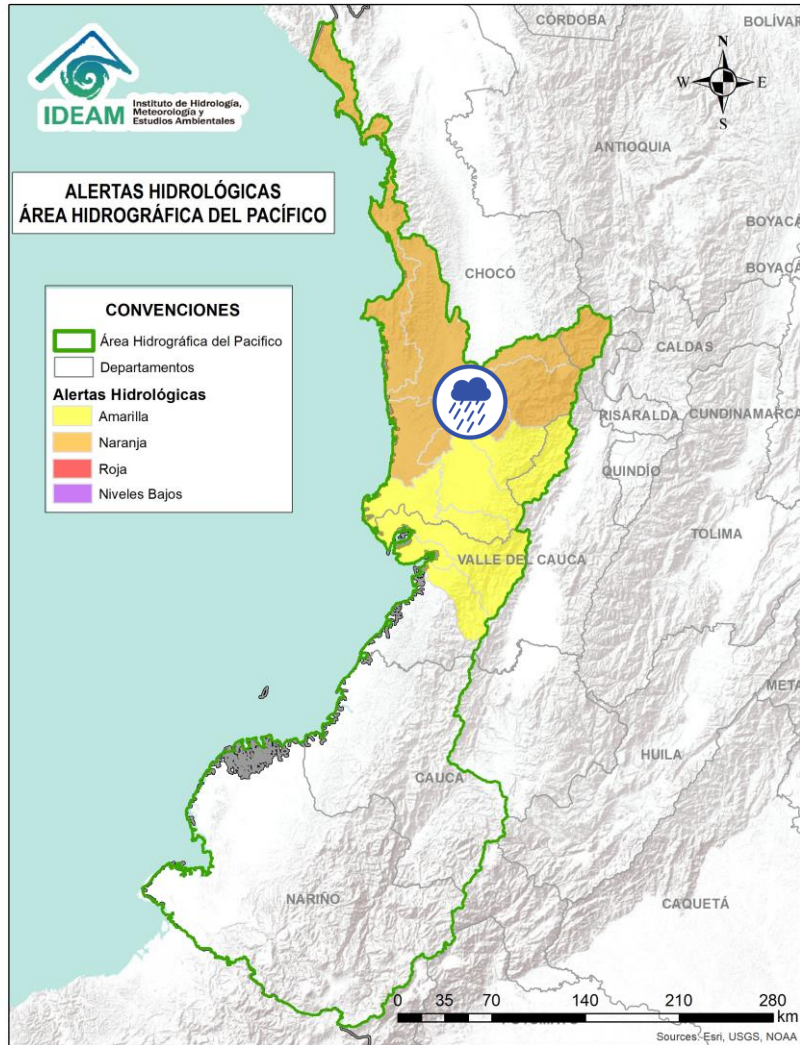 CÓRDOBA
BOLÍVAR
IDEAM
Instituto de Hidrología,
Meteorología y
Estudios Ambientales
N
W E
S
ANTIOQUIA
ALERTAS HIDROLÓGICAS
ÁREA HIDROGRÁFICA DEL PACÍFICO
BOYACÁ
BOYACÁ
CHOCÓ
CONVENCIONES
Área Hidrográfica del Pacifico
Departamentos
Alertas Hidrológicas
Amarilla
Naranja
Roja
Niveles Bajos
CALDAS
RISARALDA
CUNDINAMARCA
QUINDÍO
TOLIMA
VALLE DEL CAUCA
META
HUILA
CAUCA
NARIÑO
CAQUETÁ
0 35 70 140 210 280
km
Sources: Esri, USGS, NOAA